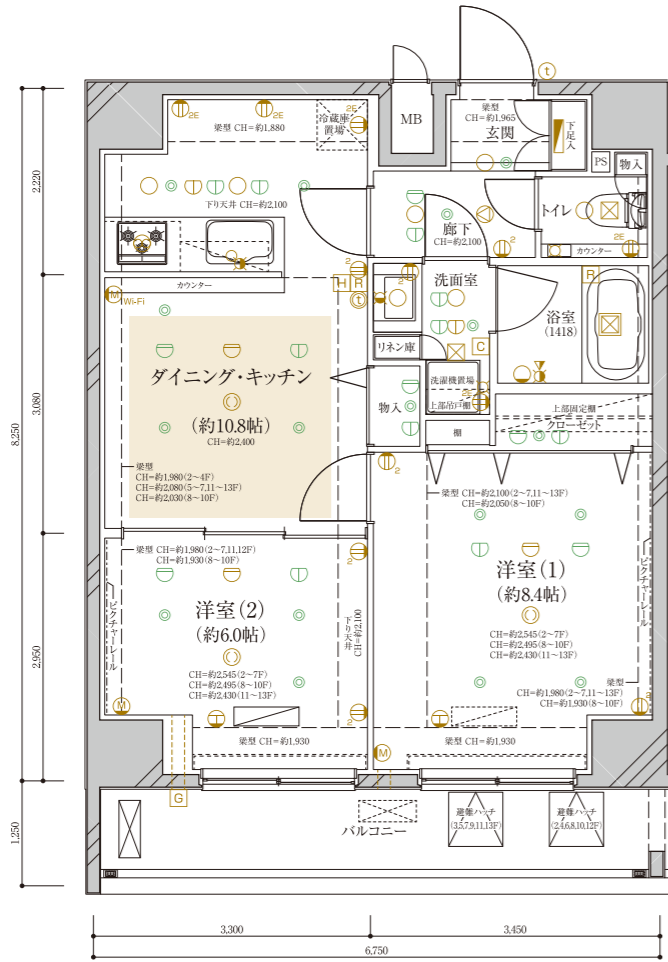 MB
梁型
CH=約1,965
玄関
下足入
t
2E
2E
2E
梁型 CH=約1,880
冷蔵庫
置場
PS
物入
トイレ
下り天井 CH=約2,100
廊下
CH=約2,100
カウンター
2E
2
2
2
カウンター
M
Wi-Fi
H
R
t
洗面室
浴室
(1418)
R
リネン庫
C
洗濯機置場
上部吊戸棚
物入
棚
上部固定棚
クローゼット
ダイニング・キッチン
(約10.8帖)
CH=約2,400
梁型
CH=約1,980(2~4F)
CH=約2,080(5~7,11~13F)
CH=約2,030(8~10F)
2
梁型 CH=約2,100(2~7,11~13F)
CH=約2,050(8~10F)
梁型 CH=約1,980(2~7,11,12F)
CH=約1,930(8~10F)
2
洋室(2)
(約6.0帖)
CH=約2,545(2~7F)
CH=約2,495(8~10F)
CH=約2,430(11~13F)
ピクチャーレール
下り天井
CH=約2,100
洋室(1)
(約8.4帖)
CH=約2,545(2~7F)
CH=約2,495(8~10F)
CH=約2,430(11~13F)
ピクチャーレール
梁型
CH=約1,980(2~7,11~13F)
CH=約1,930(8~10F)
M
2
2
梁型 CH=約1,930
M
梁型 CH=約1,930
G
バルコニー
避難ハッチ
(3,5,7,9,11,13F)
避難ハッチ
(2,4,6,8,10,12F)
2,220
3,080
2,950
8,250
1,250
3,300
3,450
6,750